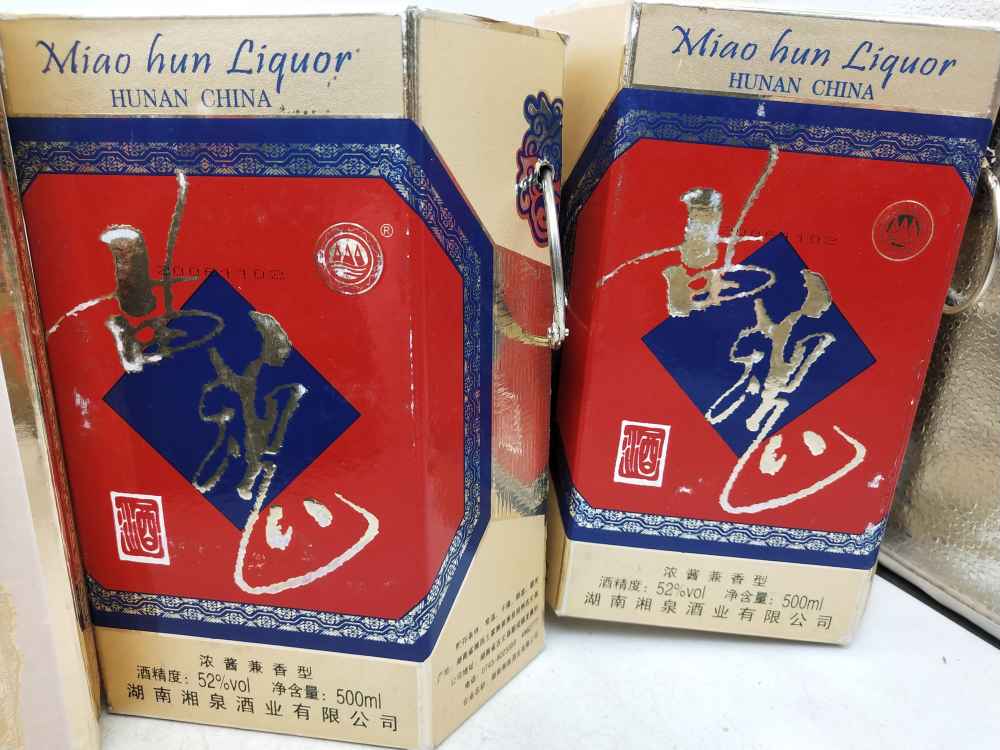 Miao hun Liquor
HUNAN CHINA
®
20061102
苗魂
酒
浓酱兼香型
酒精度：52%vol 净含量：500ml
湖南湘泉酒业有限公司
Miao hun Liquor
HUNAN CHINA
20061102
苗魂
酒
浓酱兼香型
酒精度：52%vol 净含量：500ml
湖南湘泉酒业有限公司